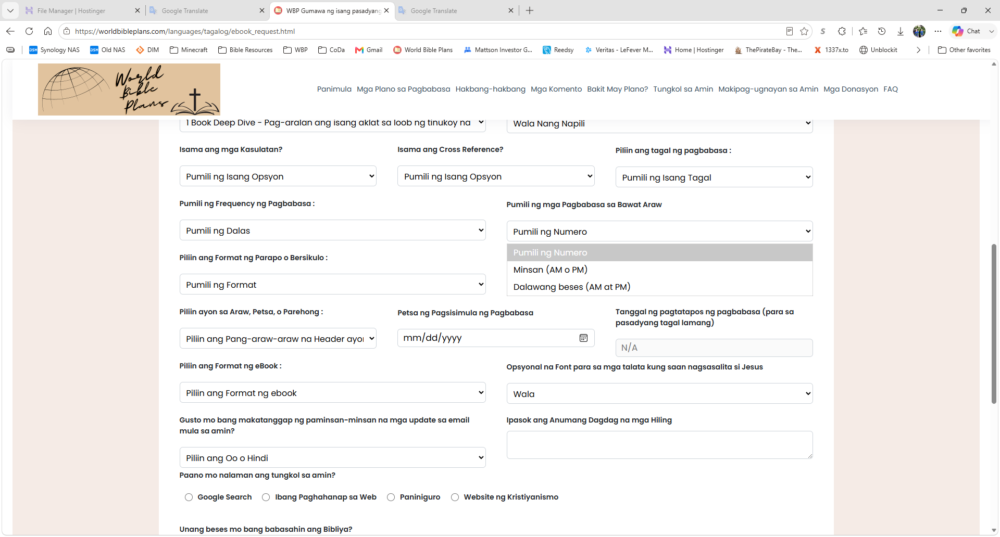 File Manager | Hostinger
Google Translate
WBP Gumawa ng isang pasadyang
Google Translate
https://worldbibleplans.com/languages/tagalog/ebook_request.html
Chat
Synology NAS
Old NAS
DIM
Minecraft
Bible Resources
WBP
CoDa
Gmail
World Bible Plans
Mattson Investor G...
Reedsy
Veritas - LeFever M...
Home | Hostinger
ThePirateBay - The...
1337x.to
Unblockit
Other favorites
World
Bible
Plans
Panimula Mga Plano sa Pagbabasa Hakbang-hakbang Mga Komento Bakit May Plano? Tungkol sa Amin Makipag-ugnayan sa Amin Mga Donasyon FAQ
1 Book Deep Dive - Pag-aralan ang isang aklat sa loob ng tinukoy na
Wala Nang Napili
Isama ang mga Kasulatan?
Isama ang Cross Reference?
Piliin ang tagal ng pagbabasa :
Pumili ng Isang Opsyon
Pumili ng Isang Opsyon
Pumili ng Isang Tagal
Pumili ng Frequency ng Pagbabasa :
Pumili ng mga Pagbabasa sa Bawat Araw
Pumili ng Dalas
Pumili ng Numero
Pumili ng Numero
Minsan (AM o PM)
Dalawang beses (AM at PM)
Piliin ang Format ng Parapo o Bersikulo :
Pumili ng Format
Piliin ayon sa Araw, Petsa, o Parehong :
Petsa ng Pagsisimula ng Pagbabasa
Tanggal ng pagtatapos ng pagbabasa (para sa
pasadyang tagal lamang)
Piliin ang Pang-araw-araw na Header ayon
mm/dd/yyyy
N/A
Piliin ang Format ng eBook :
Opsyonal na Font para sa mga talata kung saan nagsasalita si Jesus
Piliin ang Format ng ebook
Wala
Gusto mo bang makatanggap ng paminsan-minsan na mga update sa email
mula sa amin?
Ipasok ang Anumang Dagdag na mga Hiling
Piliin ang Oo o Hindi
Paano mo nalaman ang tungkol sa amin?
Google Search
Ibang Paghahanap sa Web
Paniniguro
Website ng Kristiyanismo
Unang beses mo bang babasahin ang Bibliya?